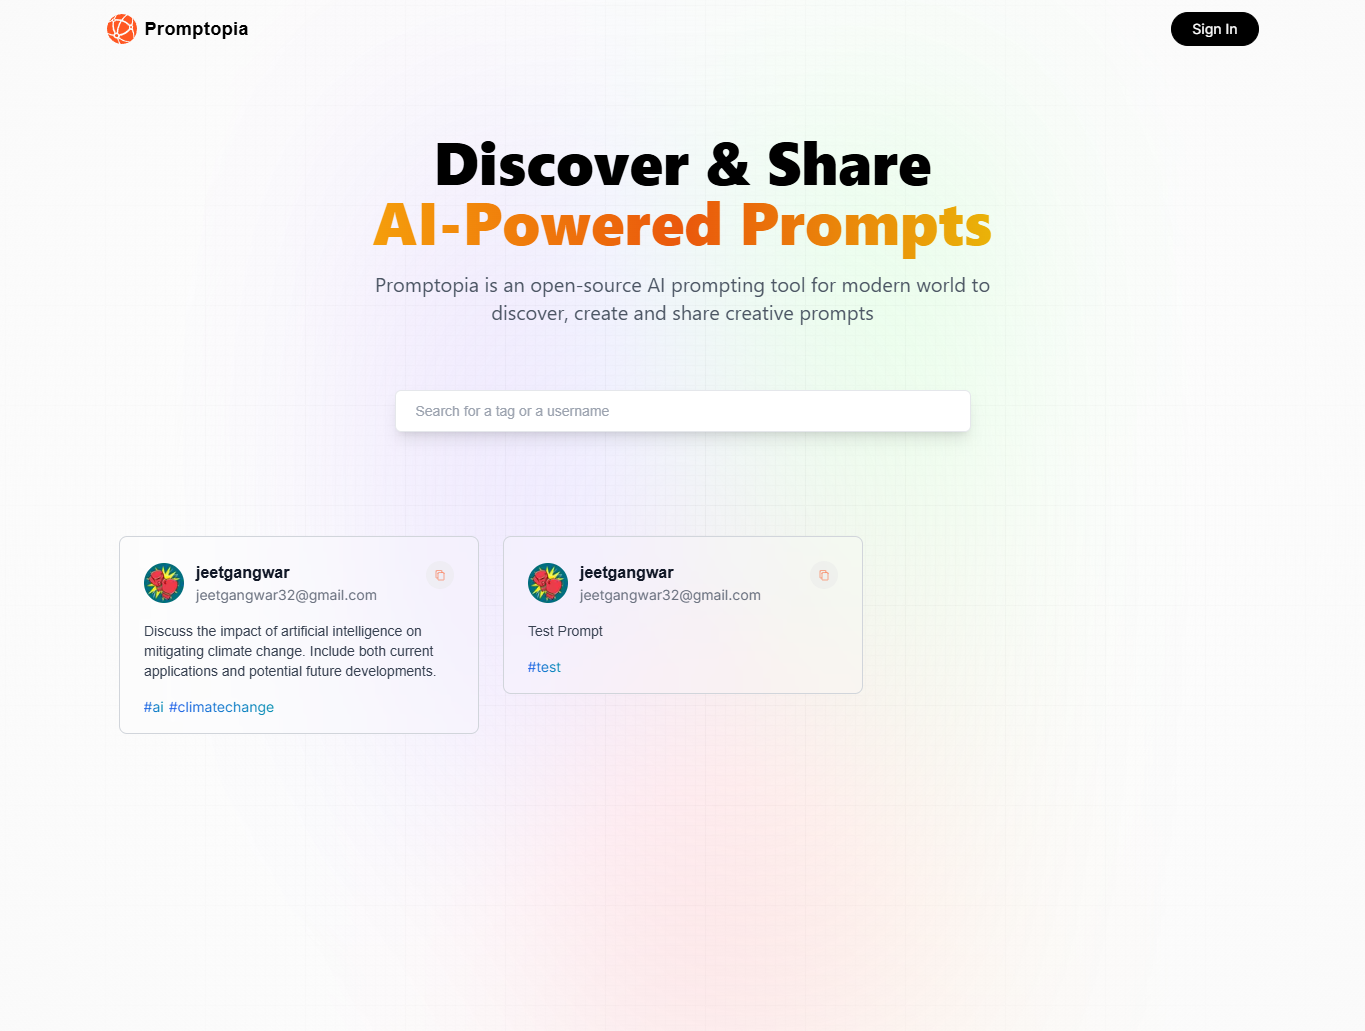 Promptopia
Sign In
Discover & Share
AI-Powered Prompts
Promptopia is an open-source AI prompting tool for modern world to
discover, create and share creative prompts
Search for a tag or a username
jeetgangwar
jeetgangwar32@gmail.com
Discuss the impact of artificial intelligence on
mitigating climate change. Include both current
applications and potential future developments.
#ai #climatechange
jeetgangwar
jeetgangwar32@gmail.com
Test Prompt
#test